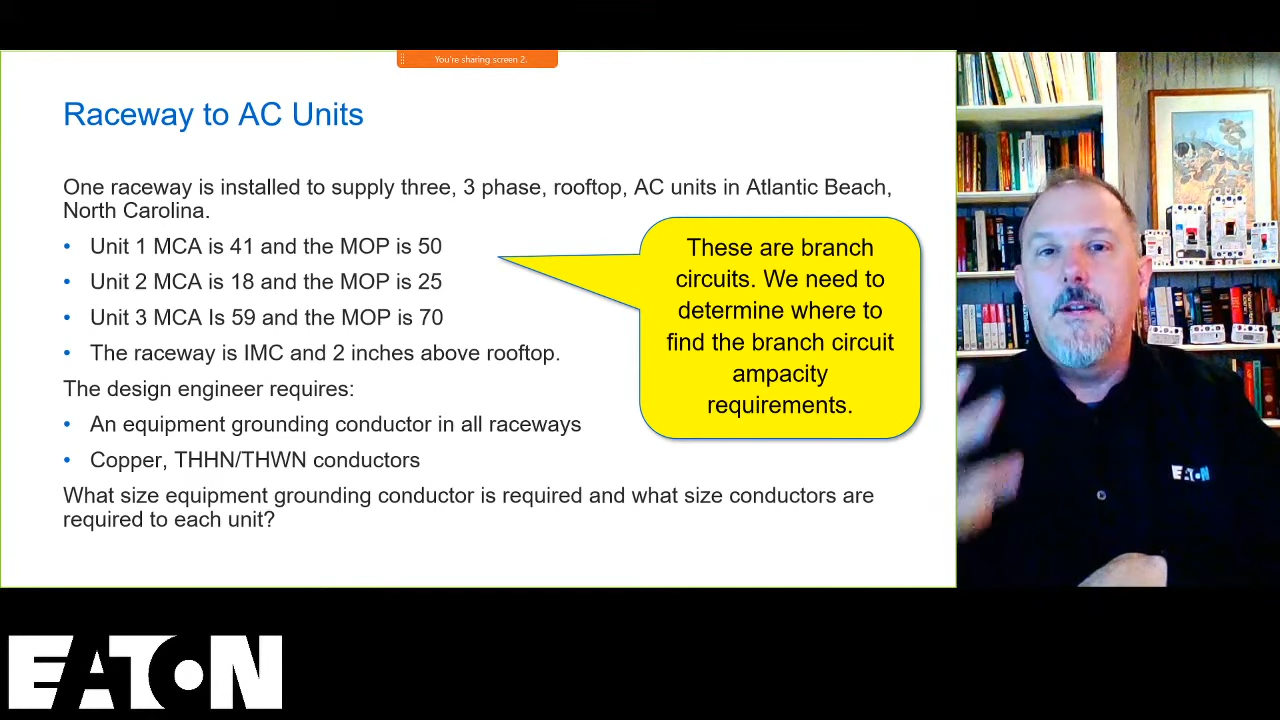 You're sharing screen 2.
Raceway to AC Units
One raceway is installed to supply three, 3 phase, rooftop, AC units in Atlantic Beach,
North Carolina.
• Unit 1 MCA is 41 and the MOP is 50
• Unit 2 MCA is 18 and the MOP is 25
• Unit 3 MCA Is 59 and the MOP is 70
• The raceway is IMC and 2 inches above rooftop.
The design engineer requires:
• An equipment grounding conductor in all raceways
• Copper, THHN/THWN conductors
What size equipment grounding conductor is required and what size conductors are
required to each unit?
These are branch
circuits. We need to
determine where to
find the branch circuit
ampacity
requirements.
EATON
EATON